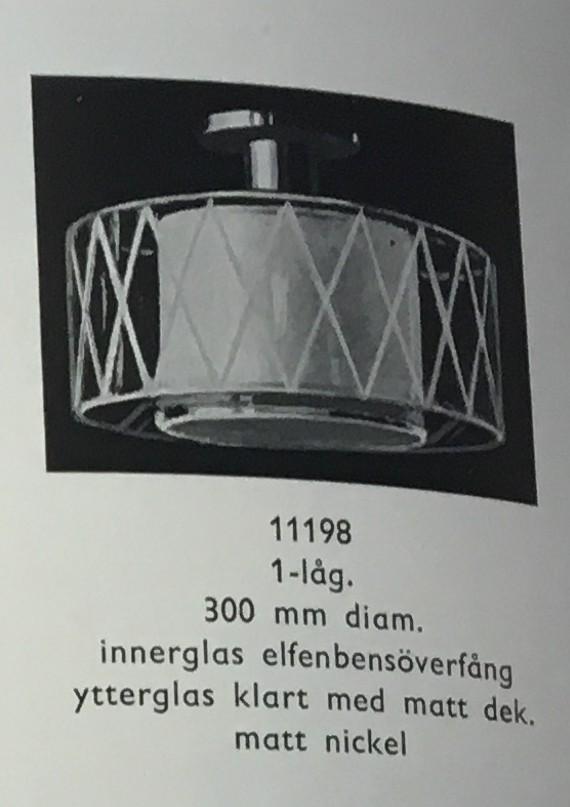 11198
1-låg.
300 mm diam.
innerglas elfenbensöverfång
ytterglas klart med matt dek.
matt nickel